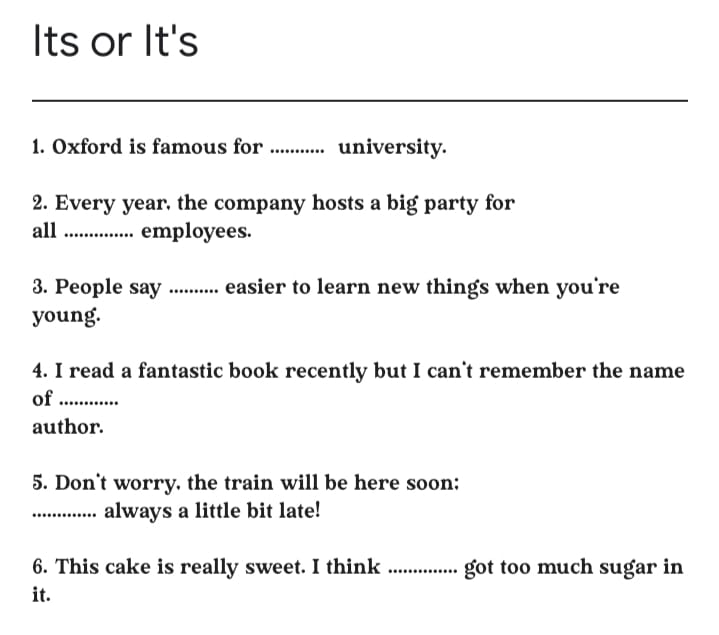 Its or It's
1. Oxford is famous for ........... university.
2. Every year, the company hosts a big party for
all .............. employees.
3. People say .......... easier to learn new things when you're
young.
4. I read a fantastic book recently but I can't remember the name
of ............
author.
5. Don't worry, the train will be here soon:
............. always a little bit late!
6. This cake is really sweet. I think .............. got too much sugar in
it.